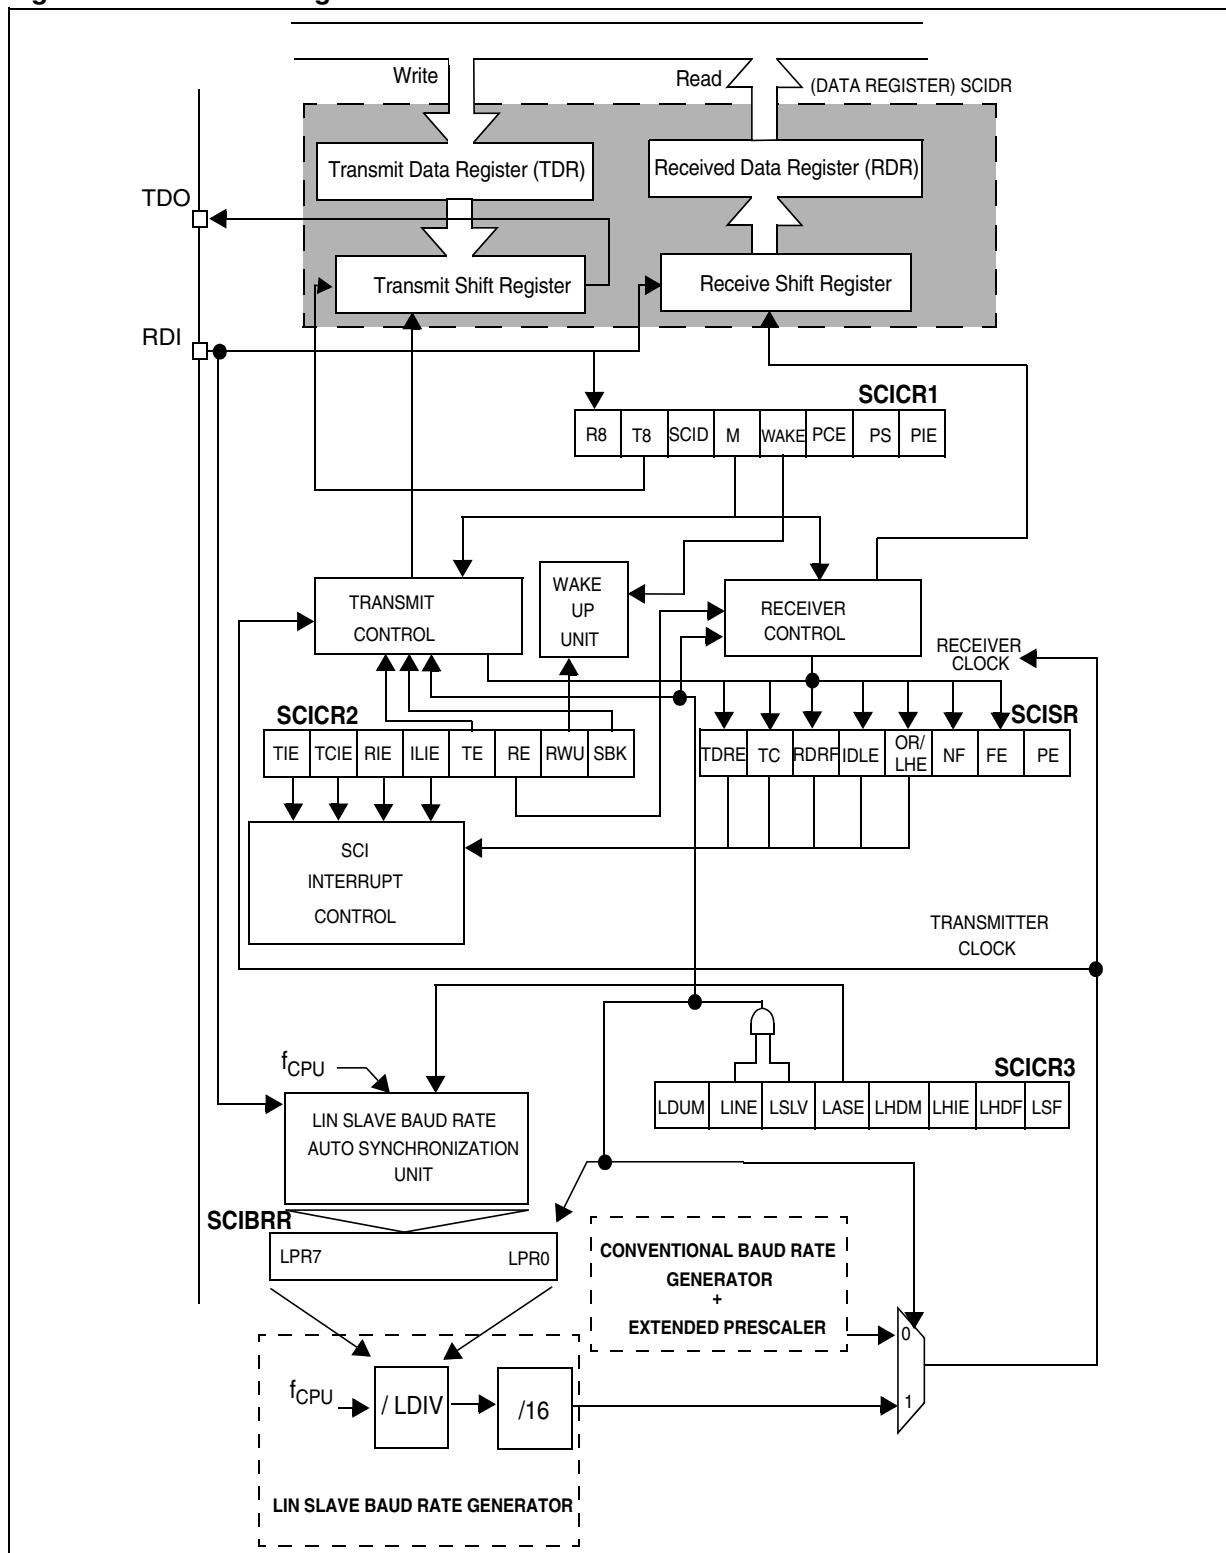 Write
Read
(DATA REGISTER) SCIDR
Transmit Data Register (TDR)
Received Data Register (RDR)
TDO
Transmit Shift Register
Receive Shift Register
RDI
SCICR1
R8 T8 SCID M WAKE PCE PS PIE
TRANSMIT
CONTROL
WAKE
UP
UNIT
RECEIVER
CONTROL
RECEIVER
CLOCK
SCICR2
TIE TCIE RIE ILIE TE RE RWU SBK
SCISR
TDRE TC RDRF IDLE OR/
LHE NF FE PE
SCI
INTERRUPT
CONTROL
TRANSMITTER
CLOCK
fCPU
SCICR3
LDUM LINE LSLV LASE LHDM LHIE LHDF LSF
LIN SLAVE BAUD RATE
AUTO SYNCHRONIZATION
UNIT
SCIBRR
LPR7 LPR0
CONVENTIONAL BAUD RATE
GENERATOR
+
EXTENDED PRESCALER
0
1
fCPU
/ LDIV
/16
LIN SLAVE BAUD RATE GENERATOR